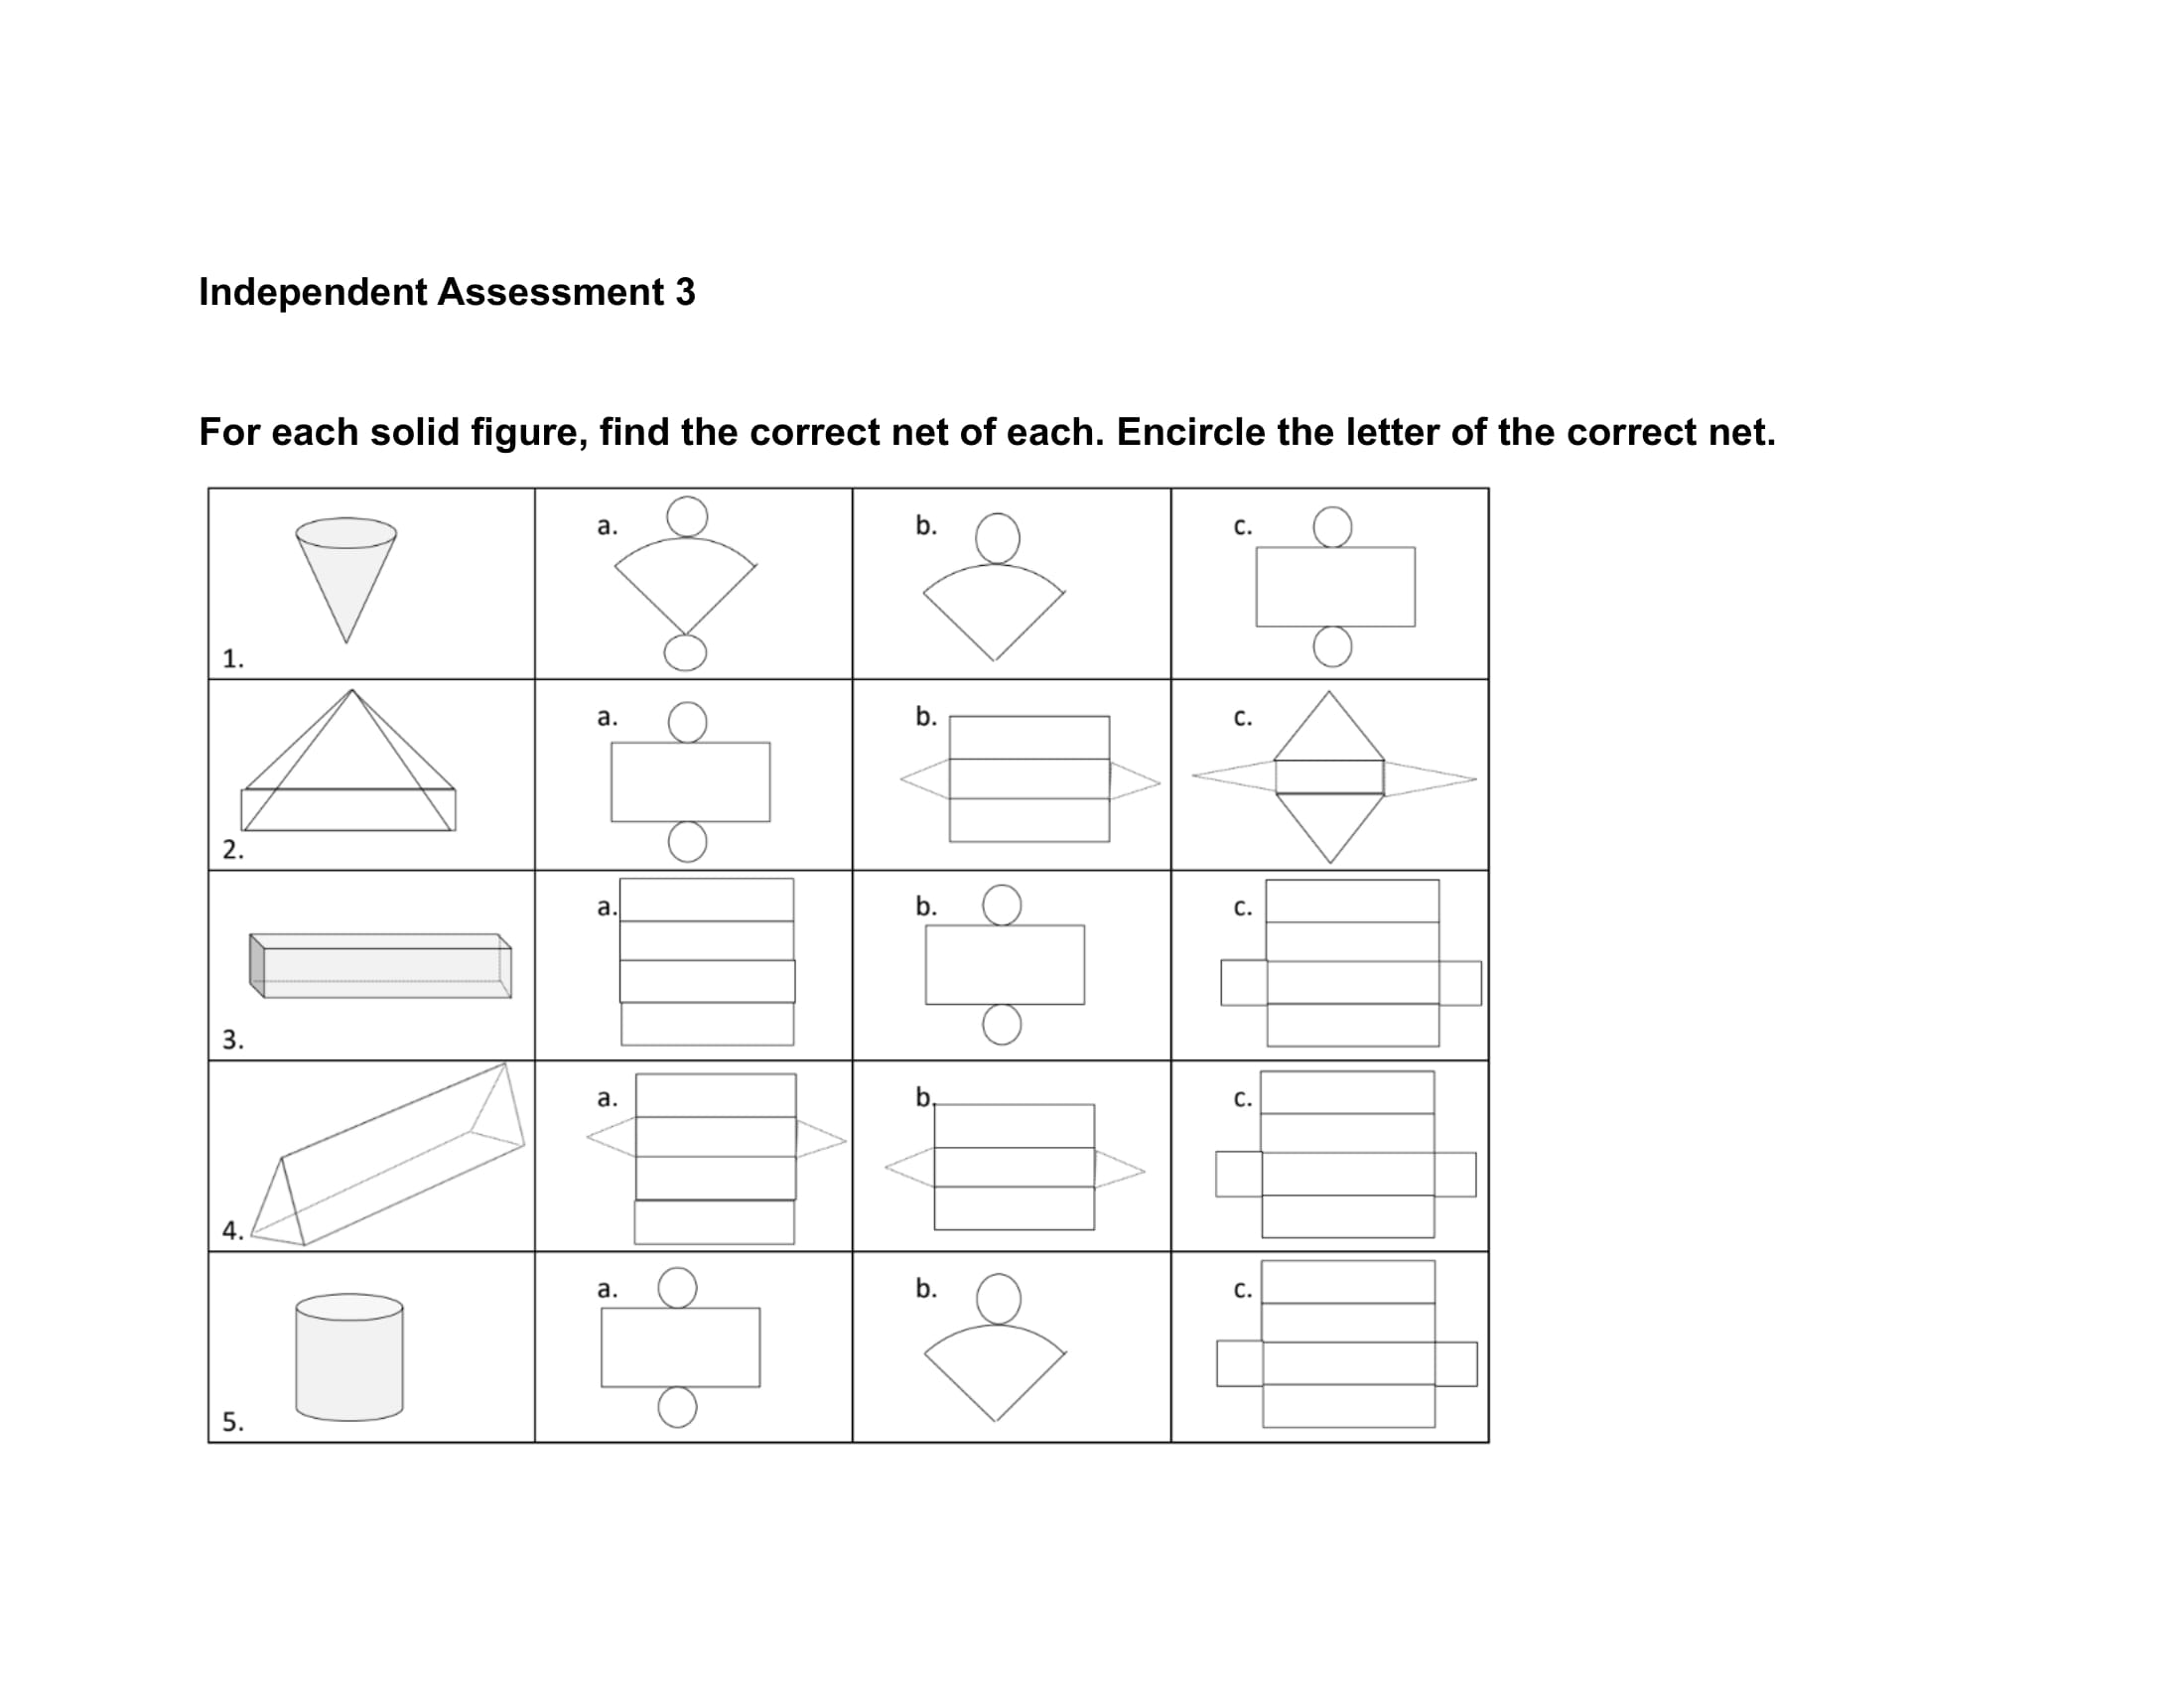 Independent Assessment 3
For each solid figure, find the correct net of each. Encircle the letter of the correct net.
1. a. b. c.
2. a. b. c.
3. a. b. c.
4. a. b. c.
5. a. b. c.